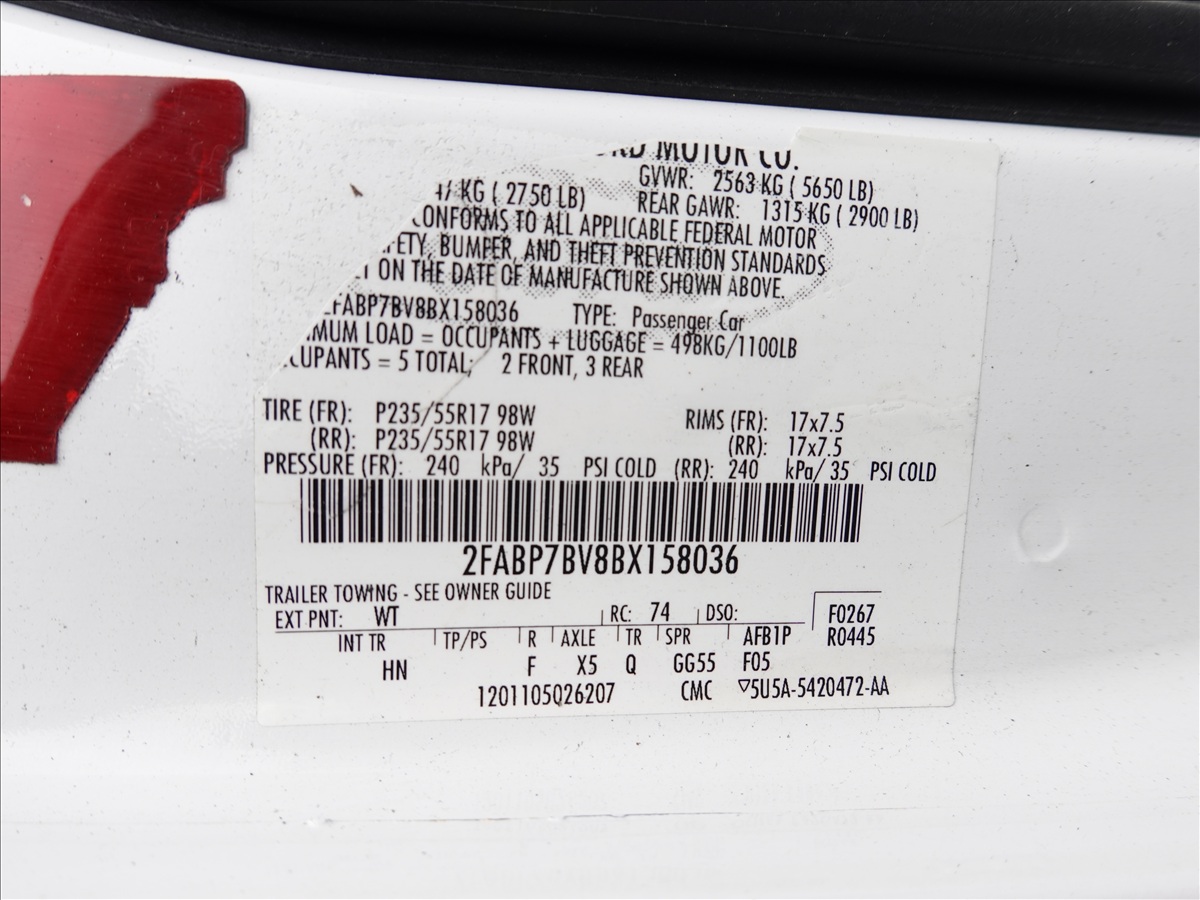 MOTOR CO.
GVWR: 2563 KG ( 5650 LB)
KG ( 2750 LB) REAR GAWR: 1315 KG ( 2900 LB)
CONFORMS TO ALL APPLICABLE FEDERAL MOTOR
BUMPER, AND THEFT PREVENTION STANDARDS
ON THE DATE OF MANUFACTURE SHOWN ABOVE.
2FABP7BV8BX158036 TYPE: Passenger Car
LOAD = OCCUPANTS + LUGGAGE = 498KG/1100LB
= 5 TOTAL; 2 FRONT, 3 REAR
TIRE (FR): P235/55R17 98W RIMS (FR): 17x7.5
(RR): P235/55R17 98W (RR): 17x7.5
PRESSURE (FR): 240 kPa/ 35 PSI COLD (RR): 240 kPa/ 35 PSI COLD
2FABP7BV8BX158036
TRAILER TOWING - SEE OWNER GUIDE
EXT PNT: WT RC: 74 DSO: F0267
INT TR TP/PS R AXLE TR SPR AFB1P R0445
HN F X5 Q GG55 F05
1201105Q26207 CMC ▽5U5A-5420472-AA